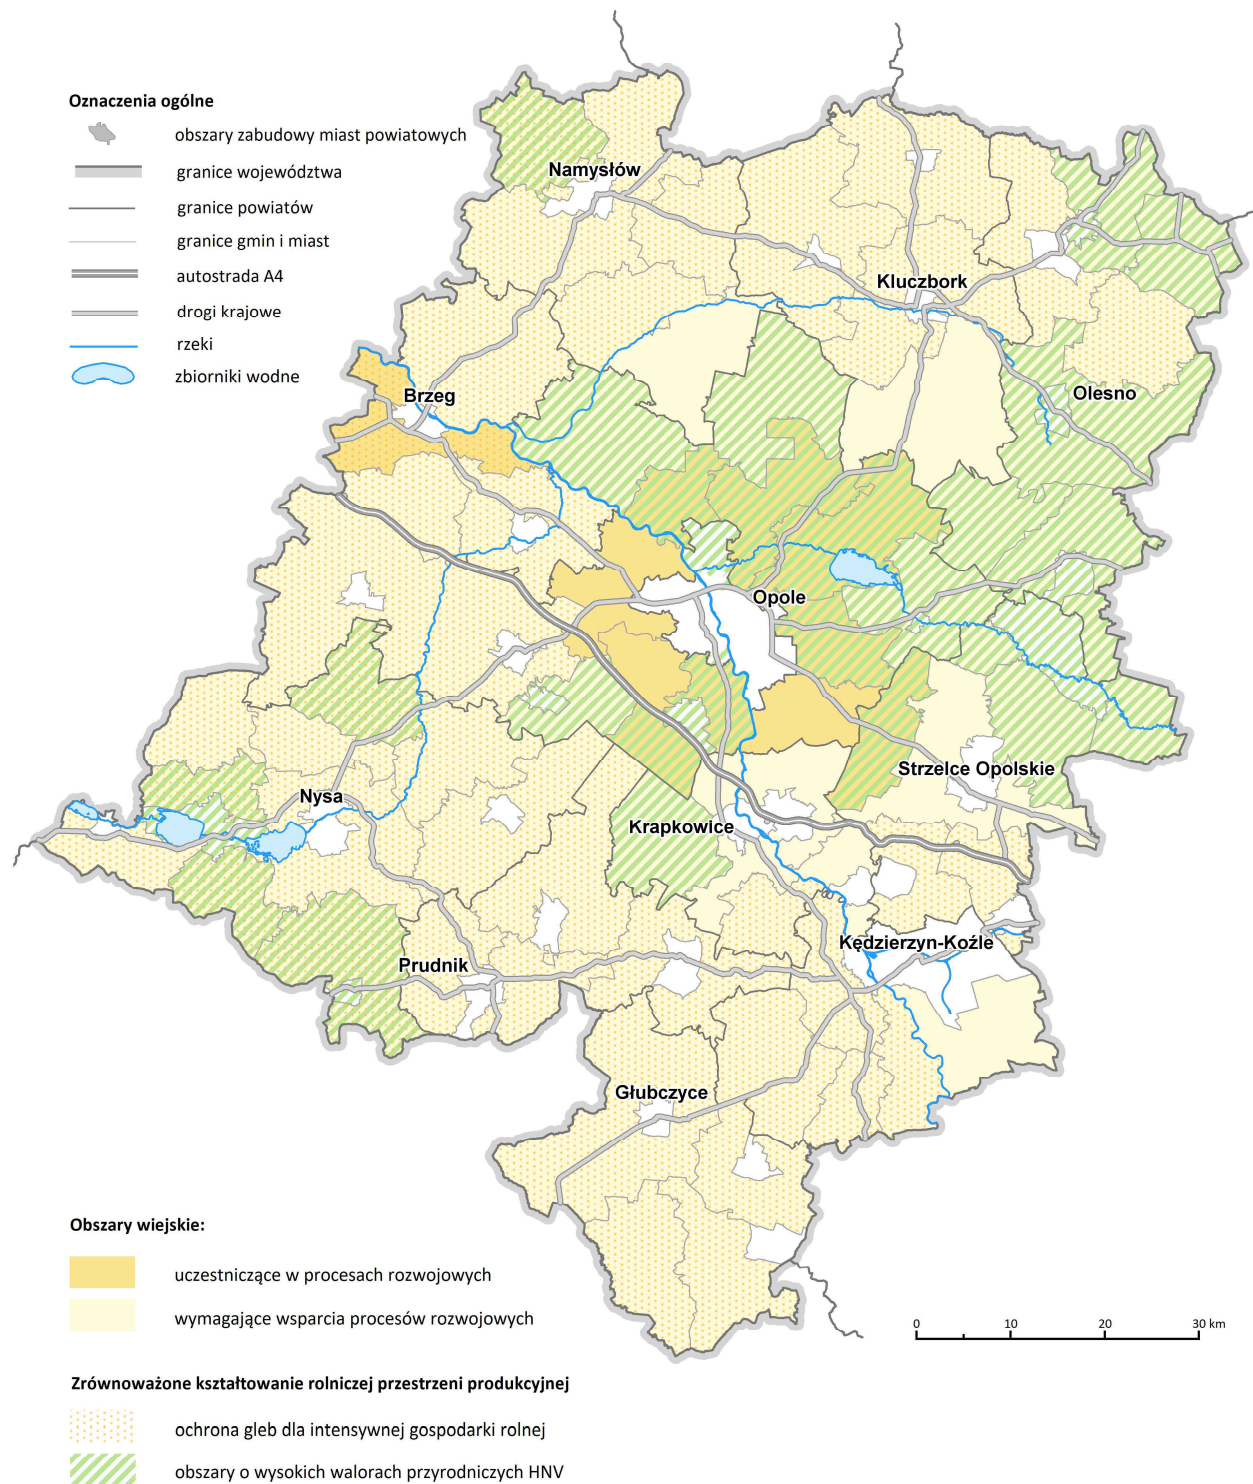 Oznaczenia ogólne
obszary zabudowy miast powiatowych
granice województwa
granice powiatów
granice gmin i miast
autostrada A4
drogi krajowe
rzeki
zbiorniki wodne
Namysłów
Kluczbork
Brzeg
Olesno
Opole
Strzelce Opolskie
Nysa
Krapkowice
Kędzierzyn-Koźle
Prudnik
Głubczyce
Obszary wiejskie:
uczestniczące w procesach rozwojowych
wymagające wsparcia procesów rozwojowych
0 10 20 30 km
Zrównoważone kształtowanie rolniczej przestrzeni produkcyjnej
ochrona gleb dla intensywnej gospodarki rolnej
obszary o wysokich walorach przyrodniczych HNV